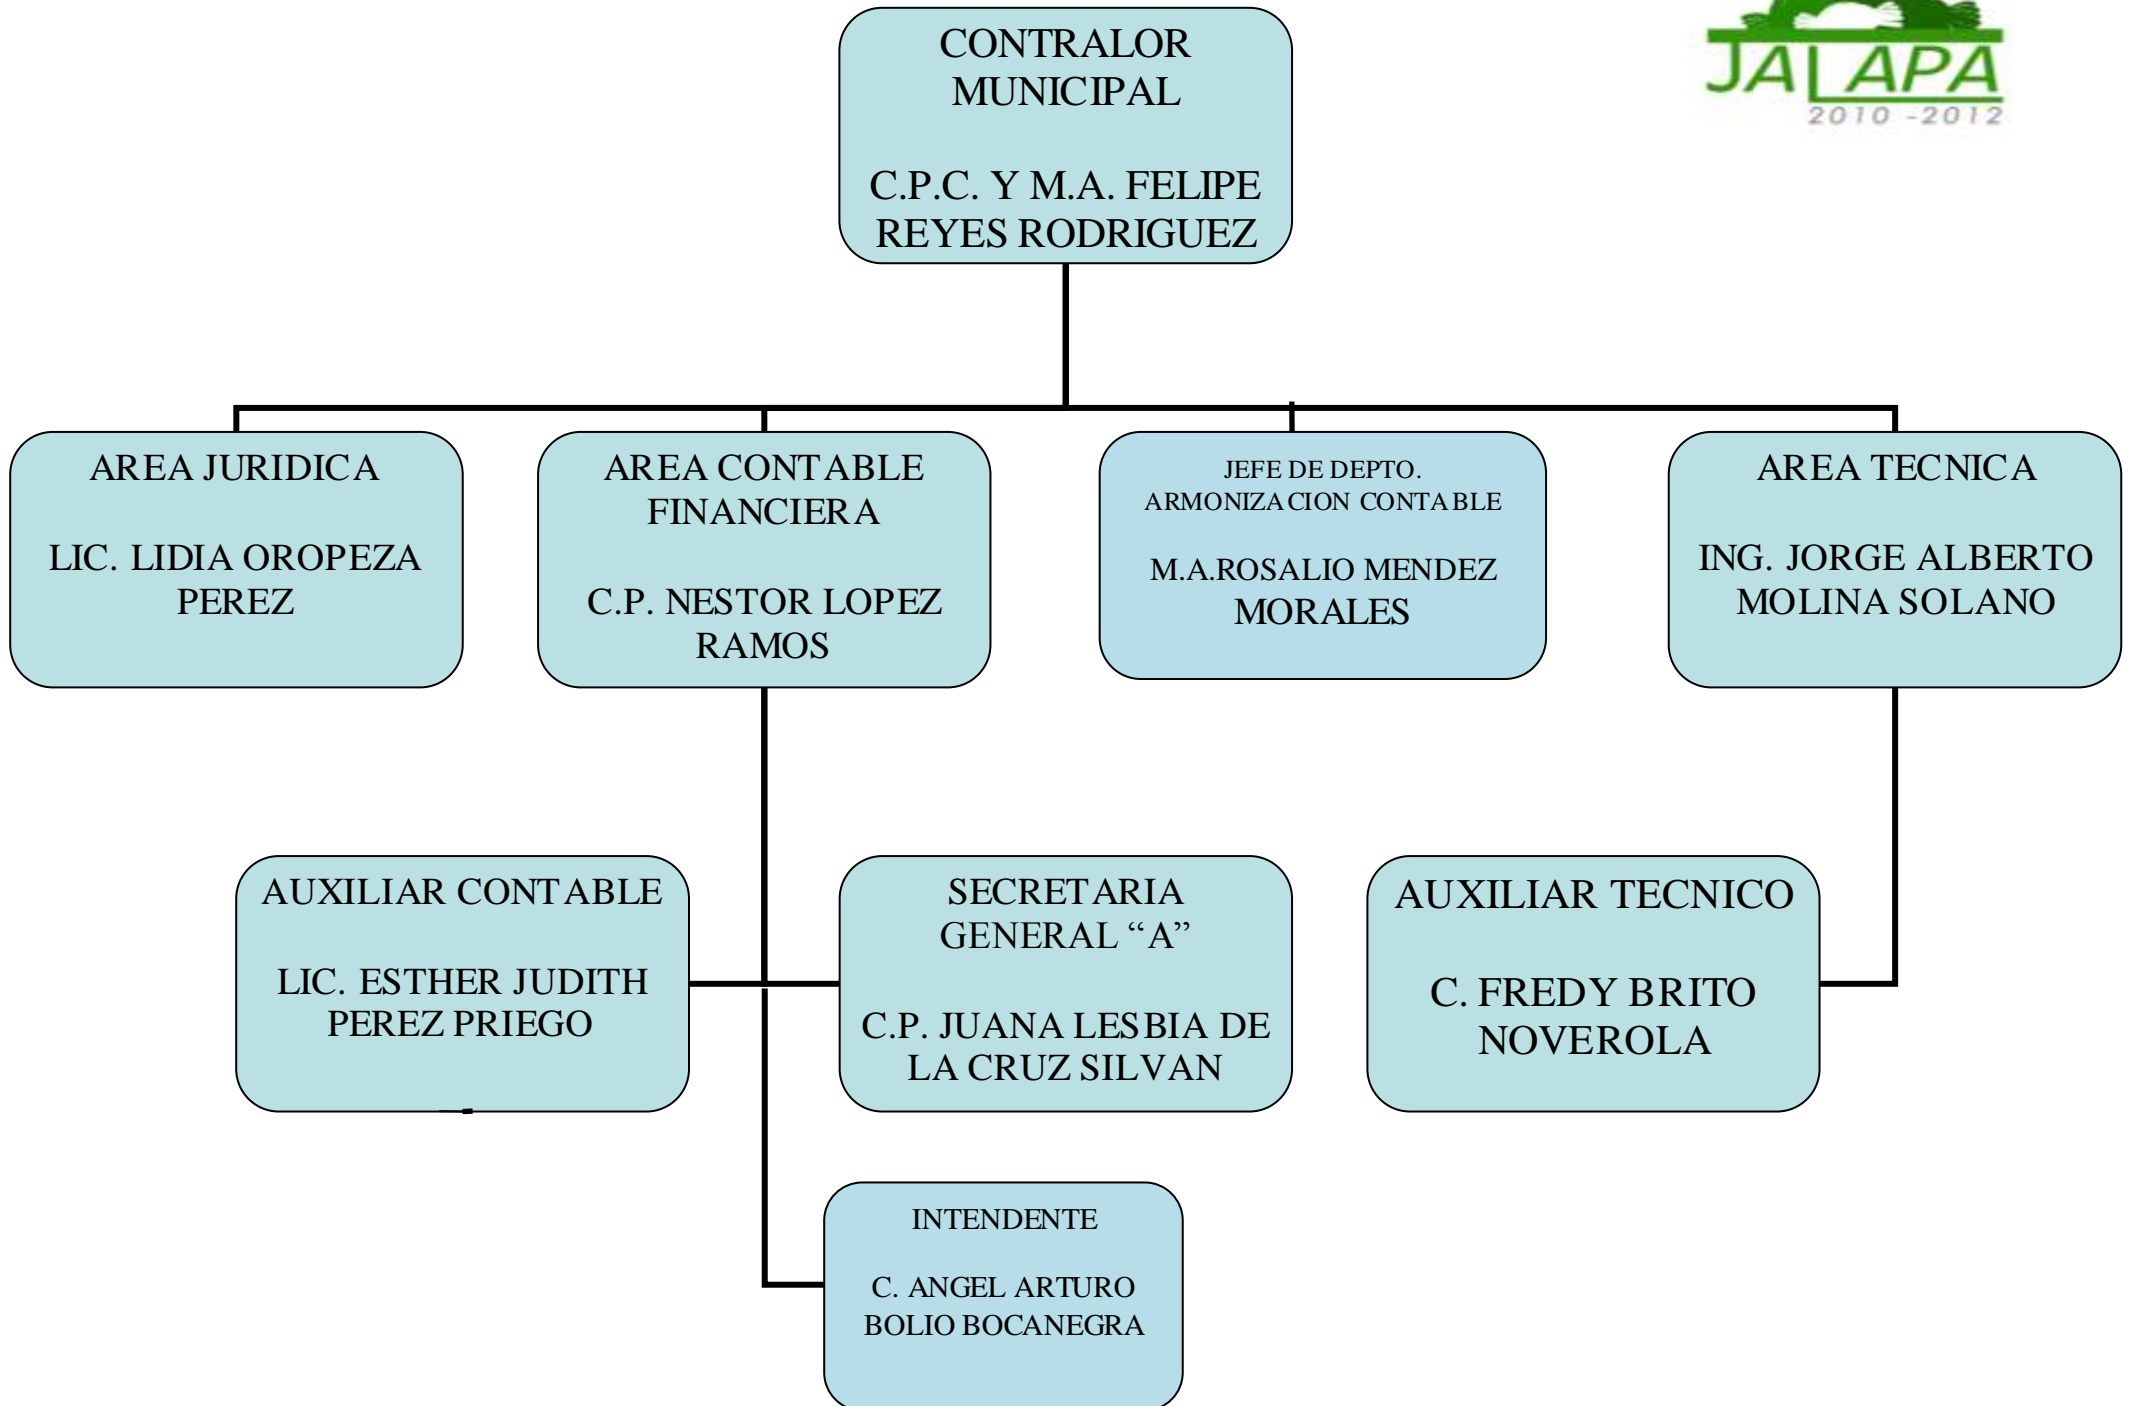 CONTRALOR
MUNICIPAL
C.P.C. Y M.A. FELIPE
REYES RODRIGUEZ
JALAPA
2010 -2012
AREA JURIDICA
LIC. LIDIA OROPEZA
PEREZ
AREA CONTABLE
FINANCIERA
C.P. NESTOR LOPEZ
RAMOS
JEFE DE DEPTO.
ARMONIZACION CONTABLE
M.A.ROSALIO MENDEZ
MORALES
AREA TECNICA
ING. JORGE ALBERTO
MOLINA SOLANO
AUXILIAR CONTABLE
LIC. ESTHER JUDITH
PEREZ PRIEGO
SECRETARIA
GENERAL “A”
C.P. JUANA LESBIA DE
LA CRUZ SILVAN
AUXILIAR TECNICO
C. FREDY BRITO
NOVEROLA
INTENDENTE
C. ANGEL ARTURO
BOLIO BOCANEGRA